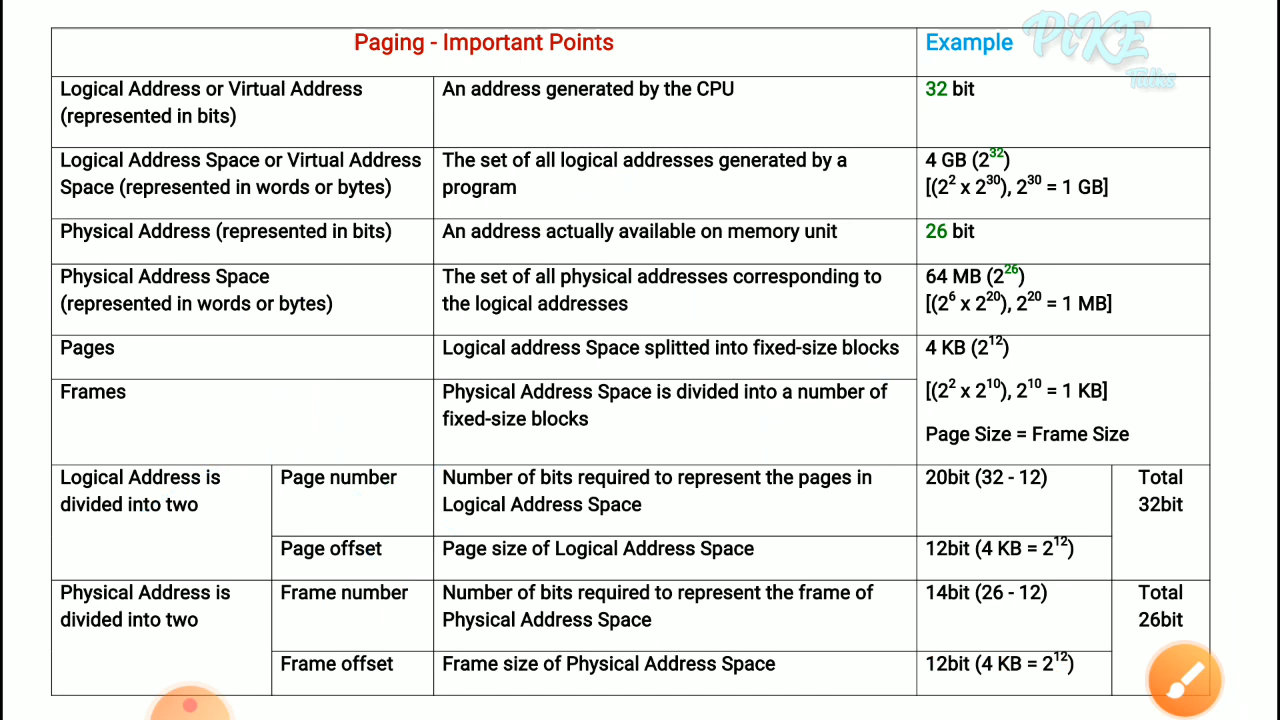 PiKE
Talks
Paging - Important Points
Example
Logical Address or Virtual Address
(represented in bits)
An address generated by the CPU
32 bit
Logical Address Space or Virtual Address
Space (represented in words or bytes)
The set of all logical addresses generated by a
program
4 GB (2³²)
[(2² x 2³⁰), 2³⁰ = 1 GB]
Physical Address (represented in bits)
An address actually available on memory unit
26 bit
Physical Address Space
(represented in words or bytes)
The set of all physical addresses corresponding to
the logical addresses
64 MB (2²⁶)
[(2⁶ x 2²⁰), 2²⁰ = 1 MB]
Pages
Logical address Space splitted into fixed-size blocks
4 KB (2¹²)
Frames
Physical Address Space is divided into a number of
fixed-size blocks
[(2² x 2¹⁰), 2¹⁰ = 1 KB]
Page Size = Frame Size
Logical Address is
divided into two
Page number
Number of bits required to represent the pages in
Logical Address Space
20bit (32 - 12)
Total
32bit
Page offset
Page size of Logical Address Space
12bit (4 KB = 2¹²)
Physical Address is
divided into two
Frame number
Number of bits required to represent the frame of
Physical Address Space
14bit (26 - 12)
Total
26bit
Frame offset
Frame size of Physical Address Space
12bit (4 KB = 2¹²)